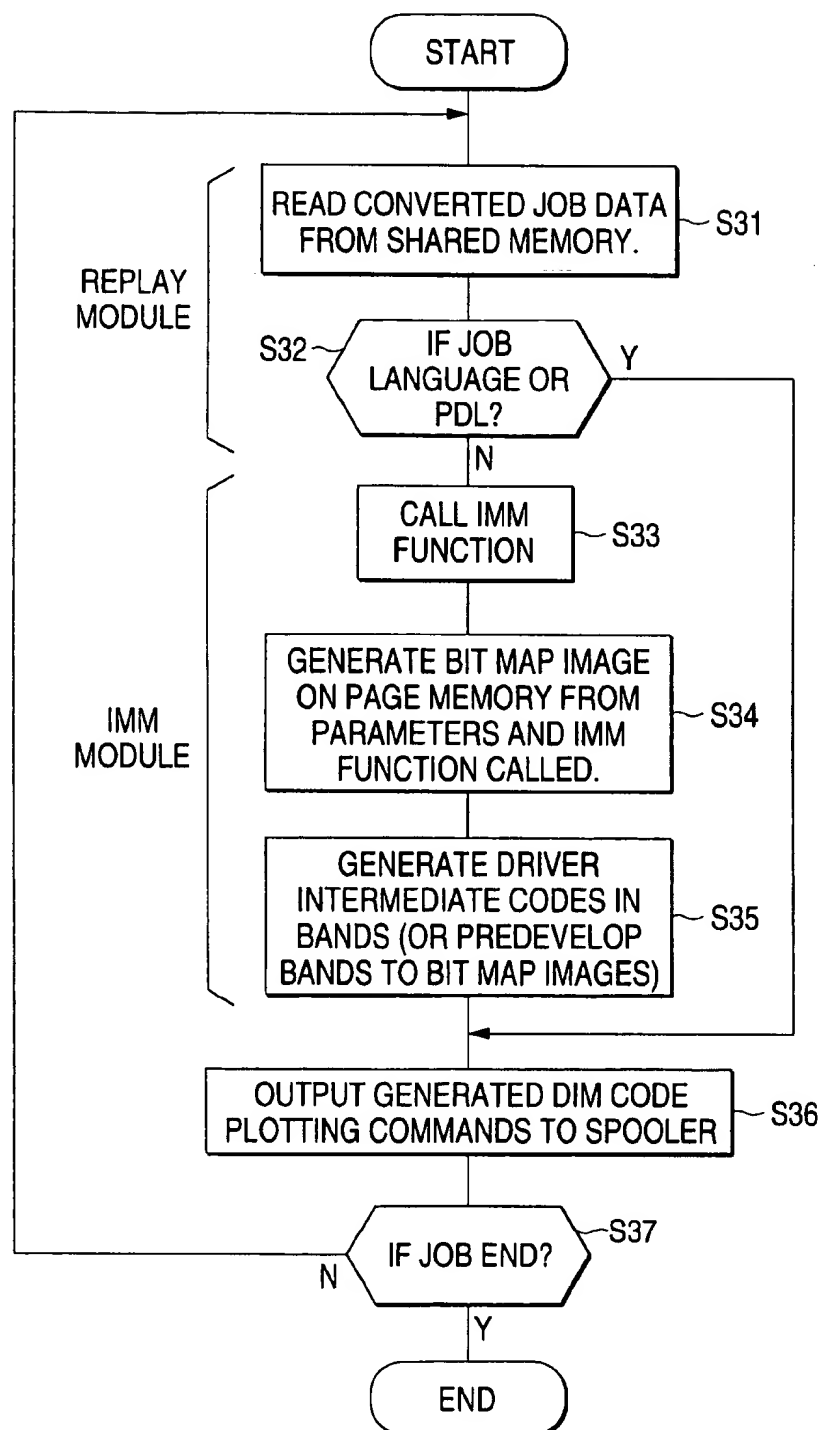 START
READ CONVERTED JOB DATA
FROM SHARED MEMORY.
S31
REPLAY
MODULE
S32
IF JOB
LANGUAGE OR
PDL?
Y
N
CALL IMM
FUNCTION
S33
GENERATE BIT MAP IMAGE
ON PAGE MEMORY FROM
PARAMETERS AND IMM
FUNCTION CALLED.
S34
IMM
MODULE
GENERATE DRIVER
INTERMEDIATE CODES IN
BANDS (OR PREDEVELOP
BANDS TO BIT MAP IMAGES)
S35
OUTPUT GENERATED DIM CODE
PLOTTING COMMANDS TO SPOOLER
S36
IF JOB END?
S37
N
Y
END